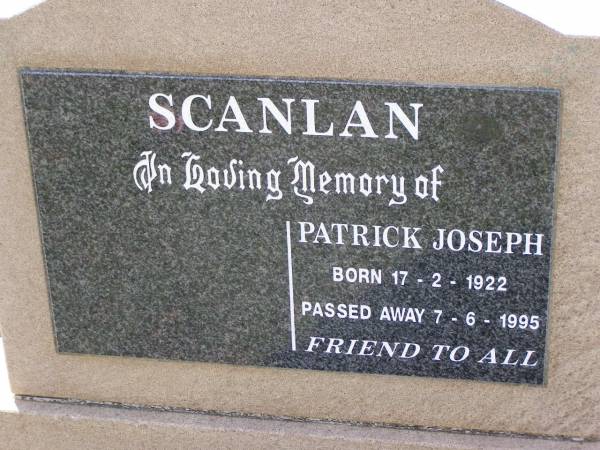 SCANLAN
In Loving Memory of
PATRICK JOSEPH
BORN 17 - 2 - 1922
PASSED AWAY 7 - 6 - 1995
FRIEND TO ALL